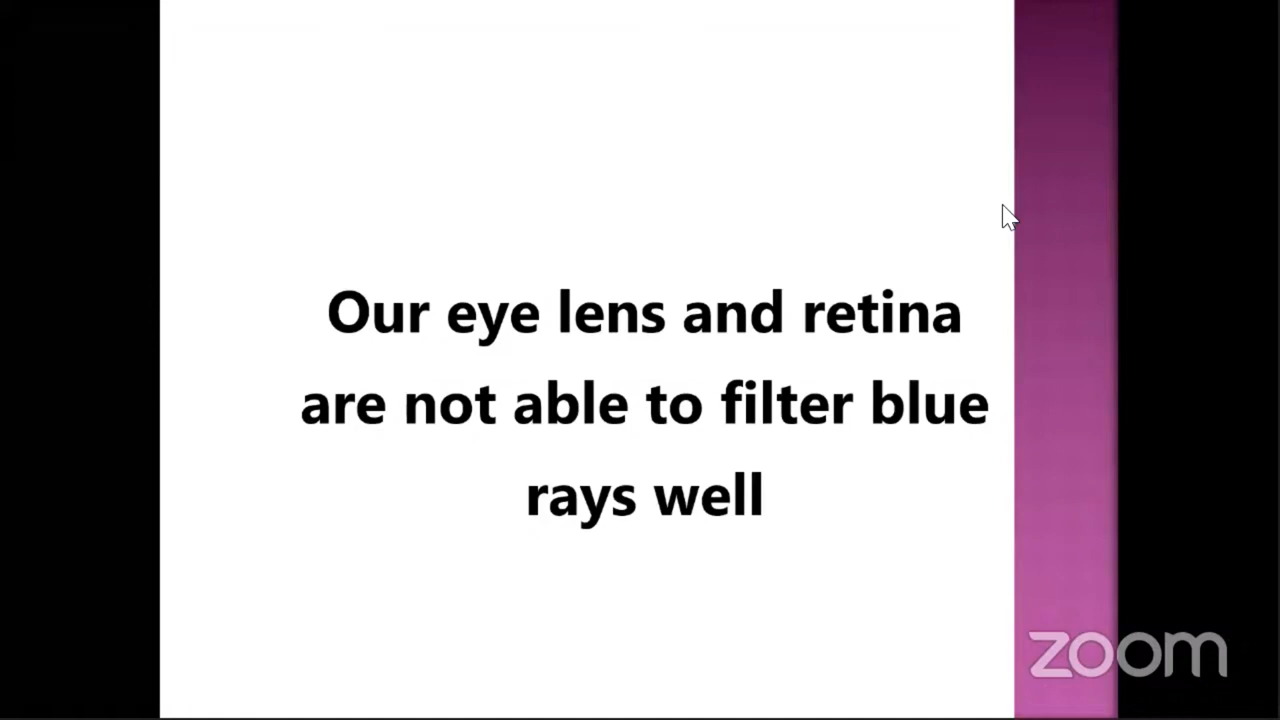 Our eye lens and retina
are not able to filter blue
rays well
zoom